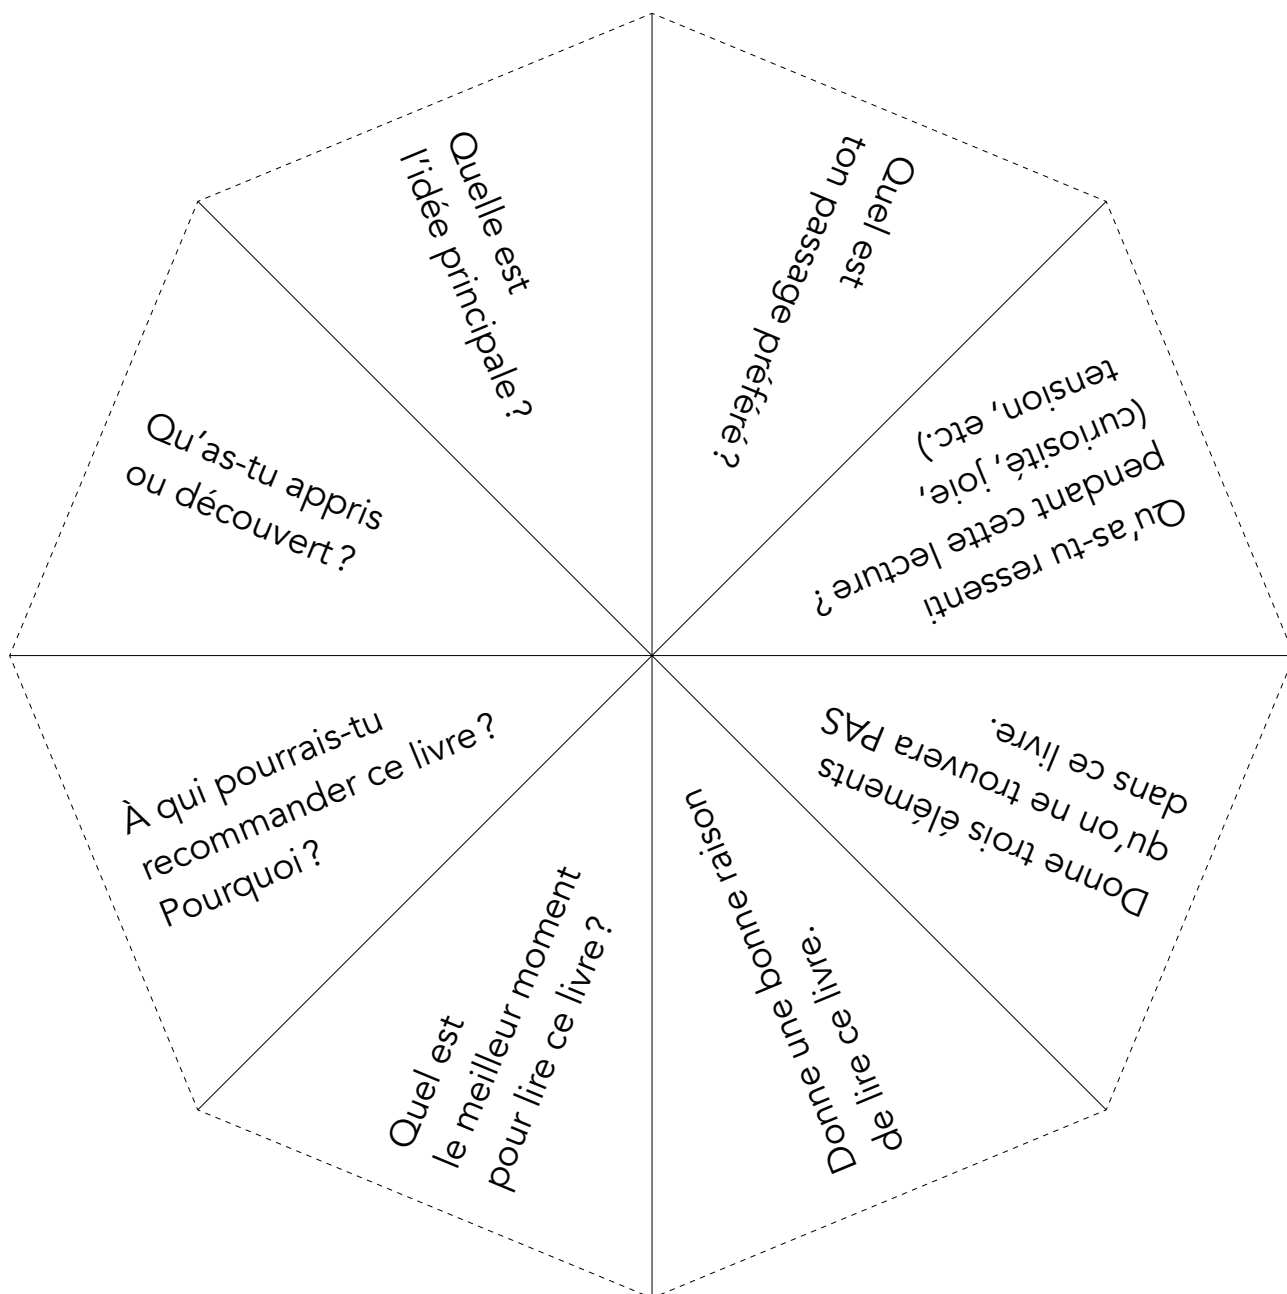 Quelle est
l'idée principale ?
Quel est
ton passage préféré ?
Qu'as-tu ressenti
pendant cette lecture ?
(curiosité, joie,
tension, etc.)
Donne trois éléments
qu'on ne trouvera PAS
dans ce livre.
Donne une bonne raison
de lire ce livre.
Quel est
le meilleur moment
pour lire ce livre ?
À qui pourrais-tu
recommander ce livre ?
Pourquoi ?
Qu'as-tu appris
ou découvert ?